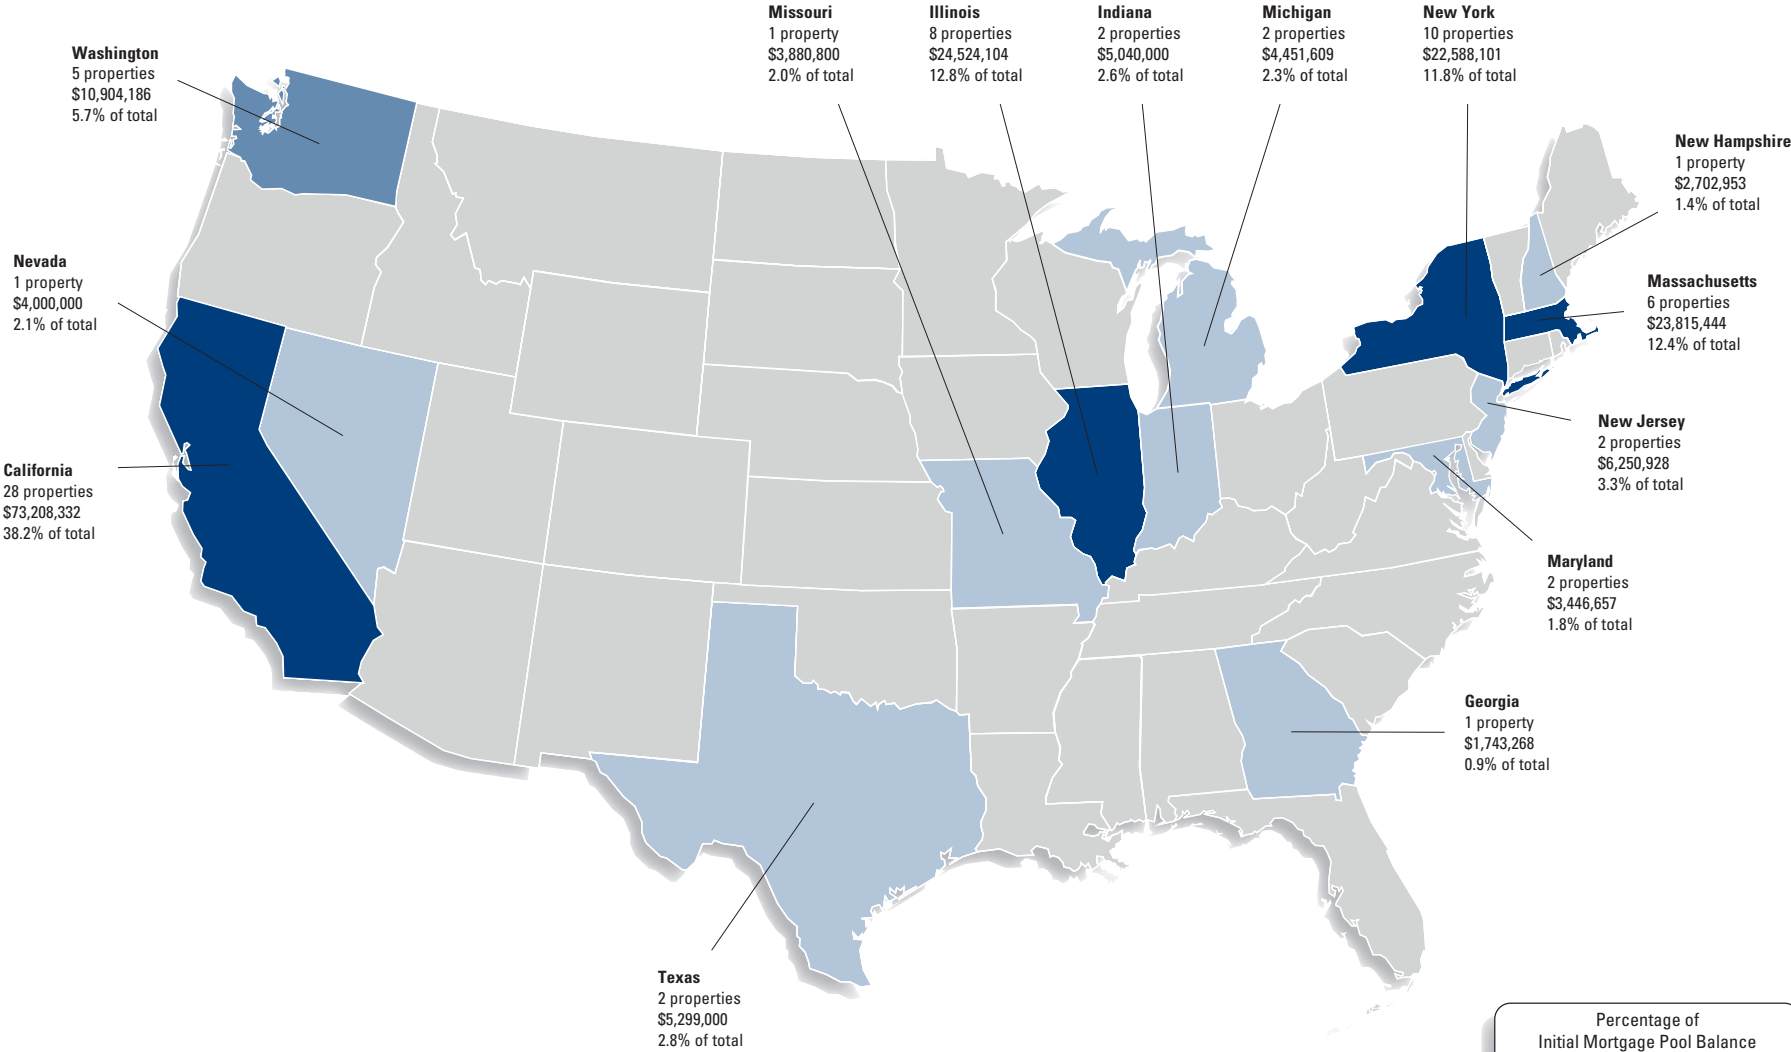 Missouri
1 property
$3,880,800
2.0% of total
Illinois
8 properties
$24,524,104
12.8% of total
Indiana
2 properties
$5,040,000
2.6% of total
Michigan
2 properties
$4,451,609
2.3% of total
New York
10 properties
$22,588,101
11.8% of total
Washington
5 properties
$10,904,186
5.7% of total
New Hampshire
1 property
$2,702,953
1.4% of total
Nevada
1 property
$4,000,000
2.1% of total
Massachusetts
6 properties
$23,815,444
12.4% of total
New Jersey
2 properties
$6,250,928
3.3% of total
California
28 properties
$73,208,332
38.2% of total
Maryland
2 properties
$3,446,657
1.8% of total
Georgia
1 property
$1,743,268
0.9% of total
Texas
2 properties
$5,299,000
2.8% of total
Percentage of
Initial Mortgage Pool Balance